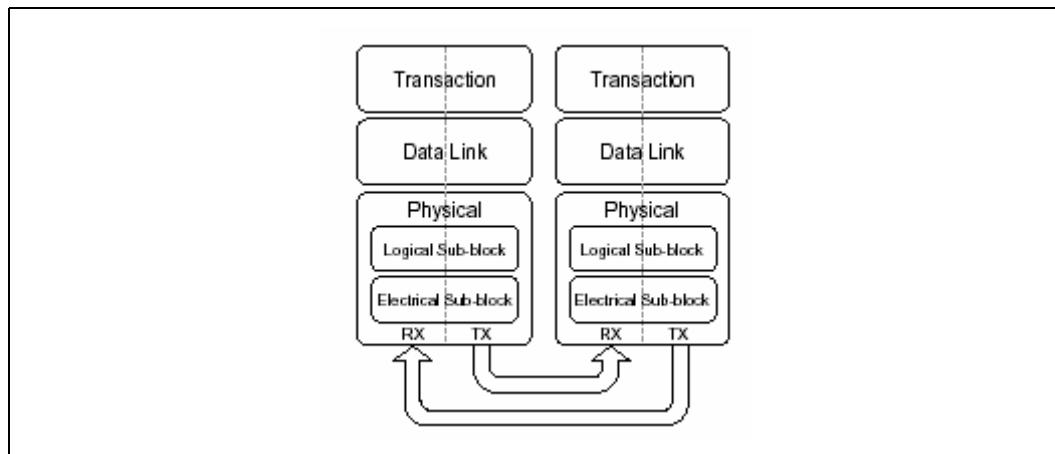 Transaction
Data Link
Physical
Logical Sub-block
Electrical Sub-block
RX TX
Transaction
Data Link
Physical
Logical Sub-block
Electrical Sub-block
RX TX